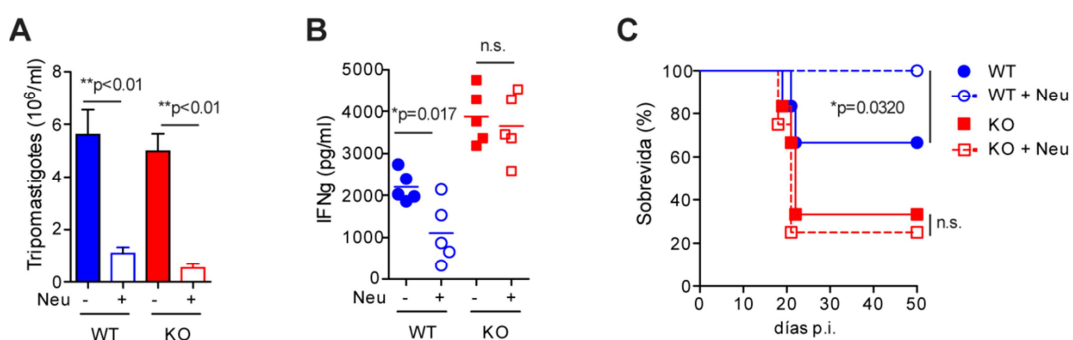 A
Tripomastigotes (10⁶/ml)
8
6
4
2
0
**p<0.01
**p<0.01
Neu - + - +
WT KO
B
IFNg (pg/ml)
5000
4000
3000
2000
1000
0
*p=0.017
n.s.
Neu - + - +
WT KO
C
Sobrevida (%)
100
80
60
40
20
0
*p=0.0320
n.s.
0 10 20 30 40 50
días p.i.
WT
WT + Neu
KO
KO + Neu